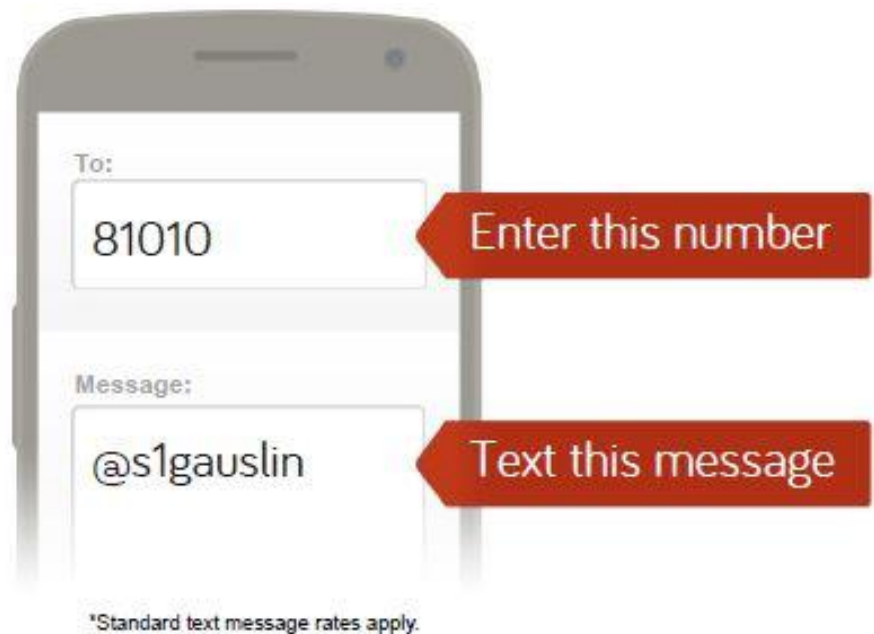 To:
81010
Enter this number
Message:
@s1gauslin
Text this message
*Standard text message rates apply.